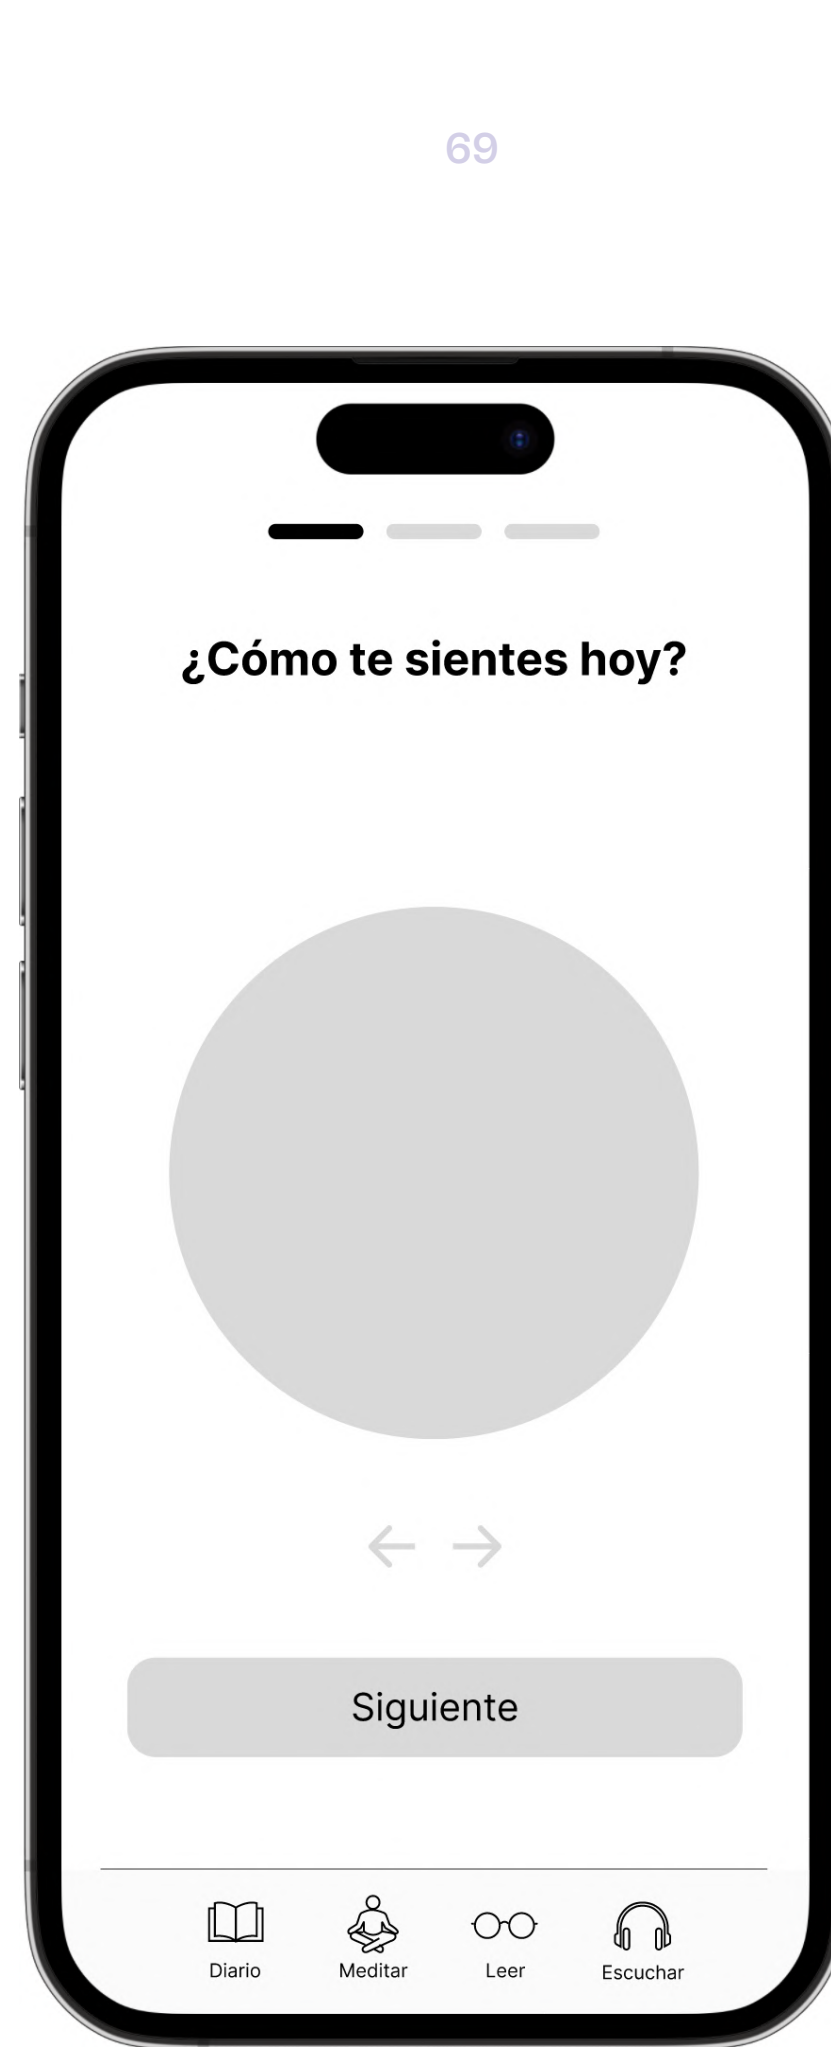 69
¿Cómo te sientes hoy?
Siguiente
Diario
Meditar
Leer
Escuchar